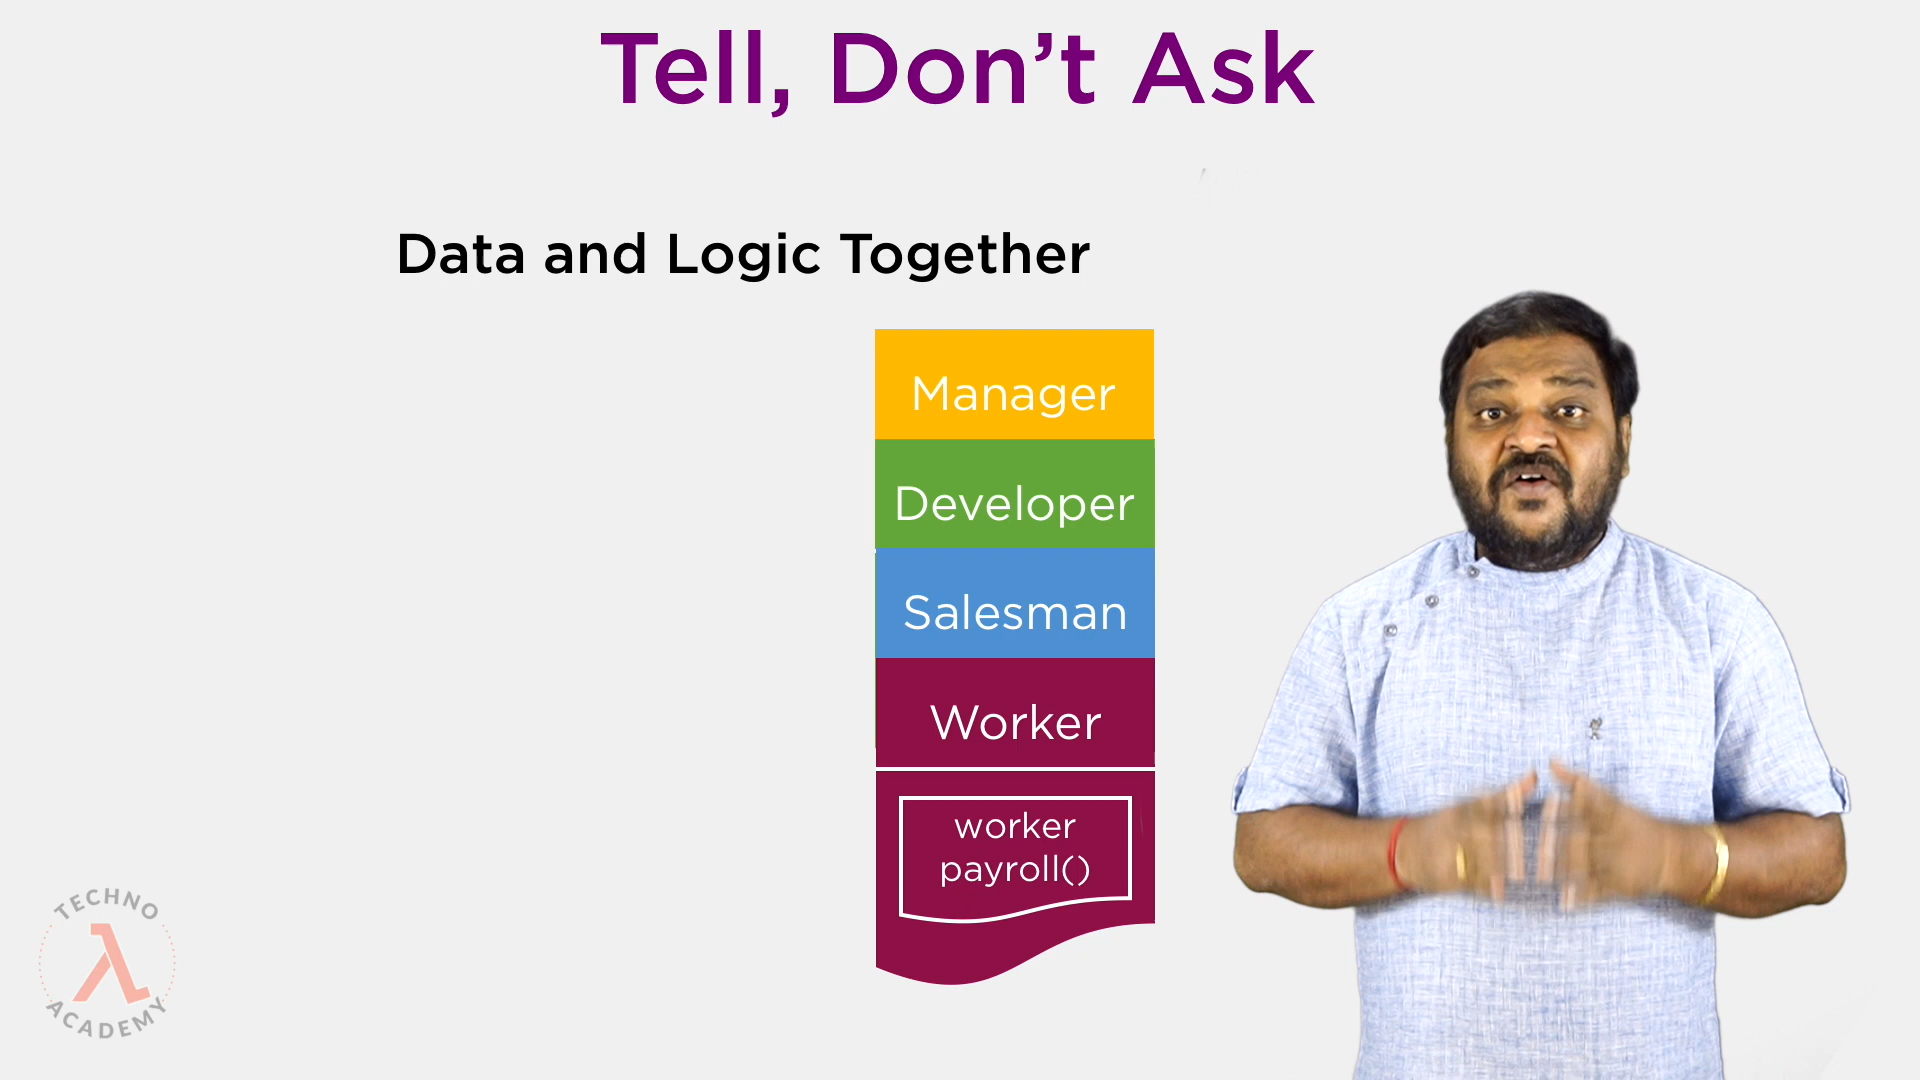 Tell, Don’t Ask
Data and Logic Together
Manager
Developer
Salesman
Worker
worker
payroll()
TECHNO
ACADEMY